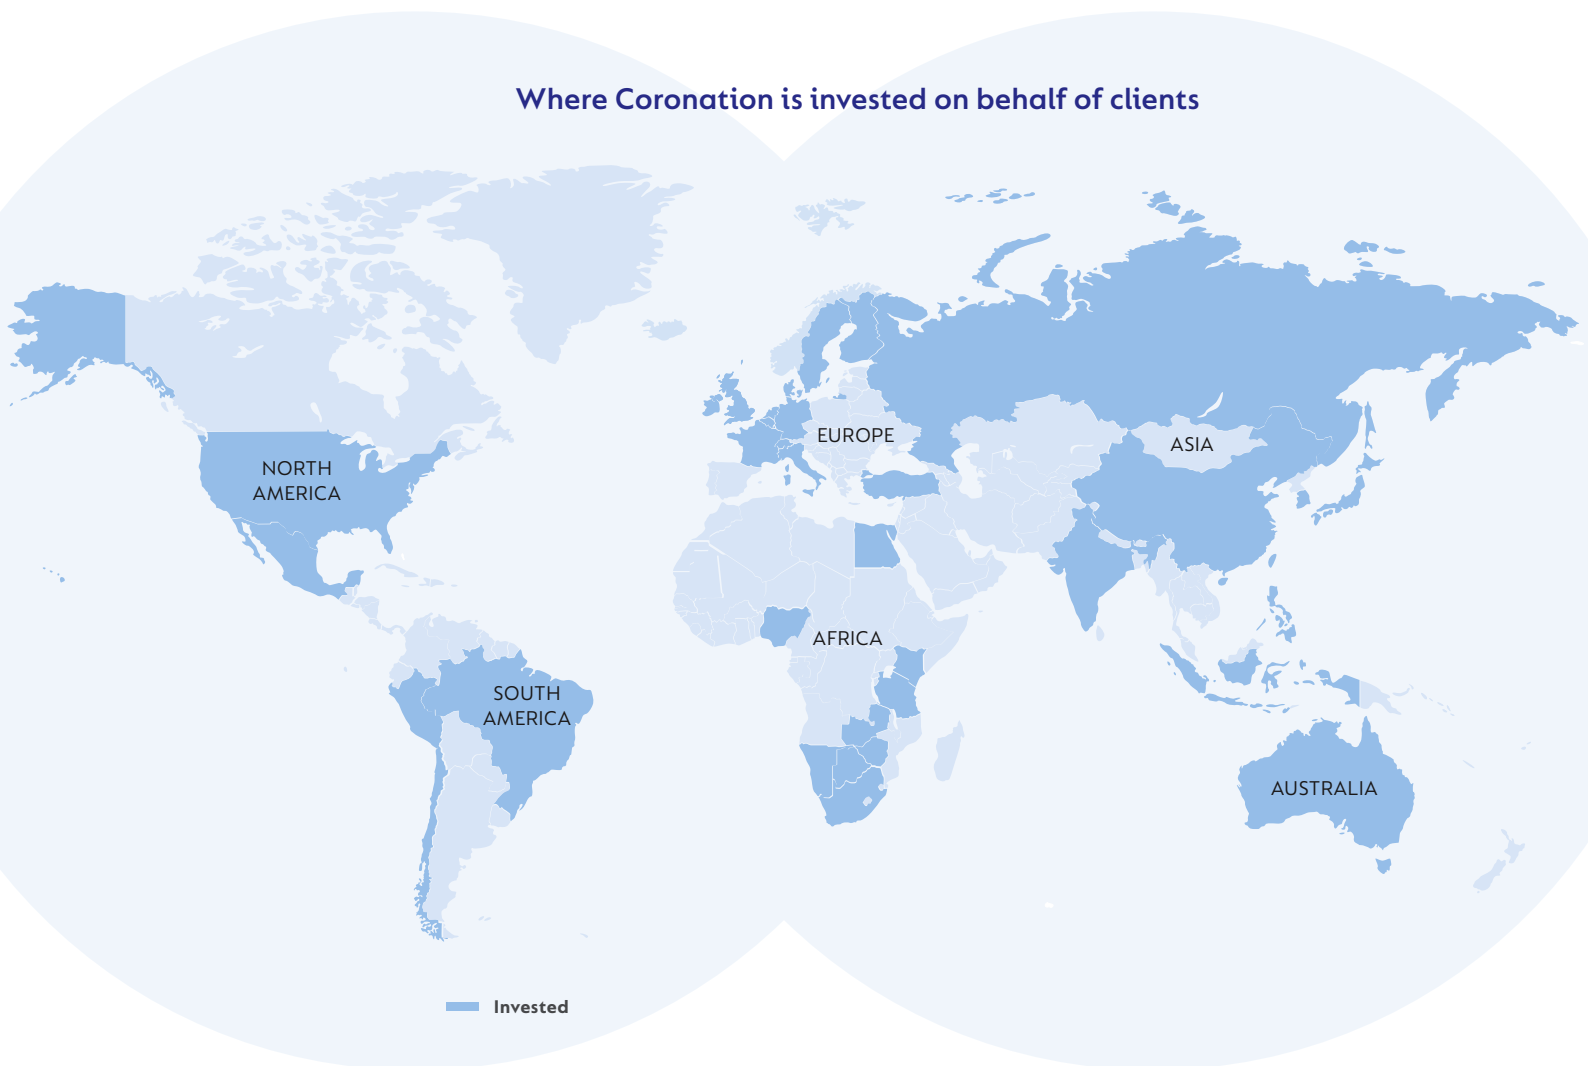 Where Coronation is invested on behalf of clients
EUROPE
ASIA
NORTH
AMERICA
AFRICA
SOUTH
AMERICA
AUSTRALIA
Invested